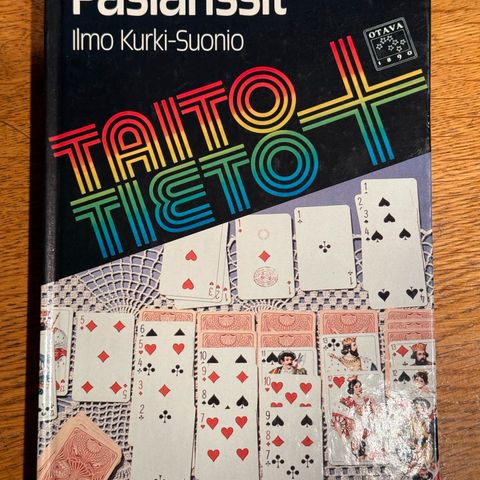 Pasianssit
Ilmo Kurki-Suonio
OTAVA
1890
TAITO
TIETO+